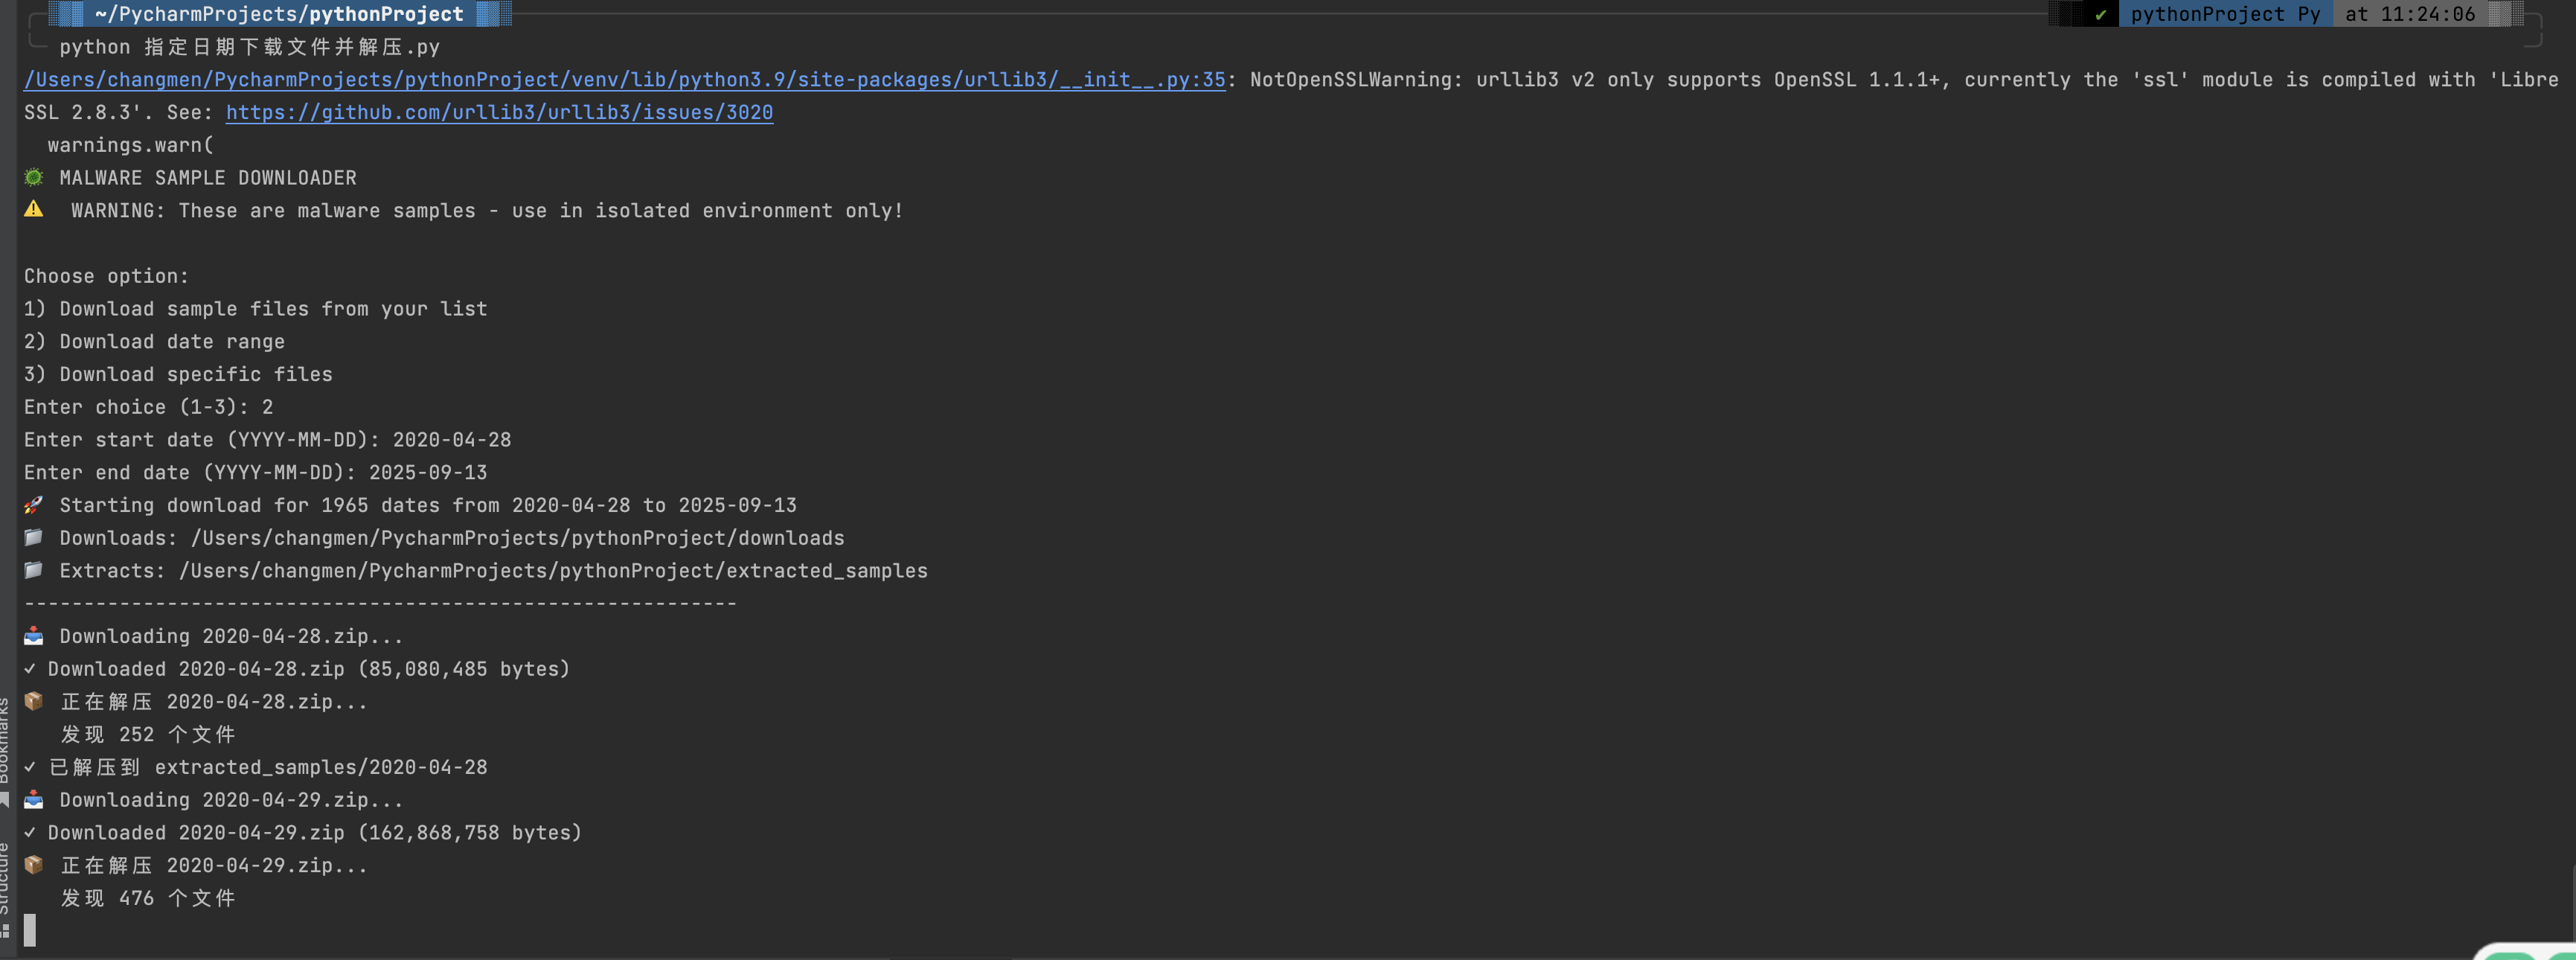 ~/PycharmProjects/pythonProject ✔ pythonProject Py at 11:24:06
python 指定日期下载文件并解压.py
/Users/changmen/PycharmProjects/pythonProject/venv/lib/python3.9/site-packages/urllib3/__init__.py:35: NotOpenSSLWarning: urllib3 v2 only supports OpenSSL 1.1.1+, currently the 'ssl' module is compiled with 'Libre
SSL 2.8.3'. See: https://github.com/urllib3/urllib3/issues/3020
warnings.warn(
MALWARE SAMPLE DOWNLOADER
WARNING: These are malware samples - use in isolated environment only!
Choose option:
1) Download sample files from your list
2) Download date range
3) Download specific files
Enter choice (1-3): 2
Enter start date (YYYY-MM-DD): 2020-04-28
Enter end date (YYYY-MM-DD): 2025-09-13
🚀 Starting download for 1965 dates from 2020-04-28 to 2025-09-13
📁 Downloads: /Users/changmen/PycharmProjects/pythonProject/downloads
📁 Extracts: /Users/changmen/PycharmProjects/pythonProject/extracted_samples
------------------------------------------------------------
📥 Downloading 2020-04-28.zip...
✓ Downloaded 2020-04-28.zip (85,080,485 bytes)
📦 正在解压 2020-04-28.zip...
发现 252 个文件
✓ 已解压到 extracted_samples/2020-04-28
📥 Downloading 2020-04-29.zip...
✓ Downloaded 2020-04-29.zip (162,868,758 bytes)
📦 正在解压 2020-04-29.zip...
发现 476 个文件
Bookmarks
Structure